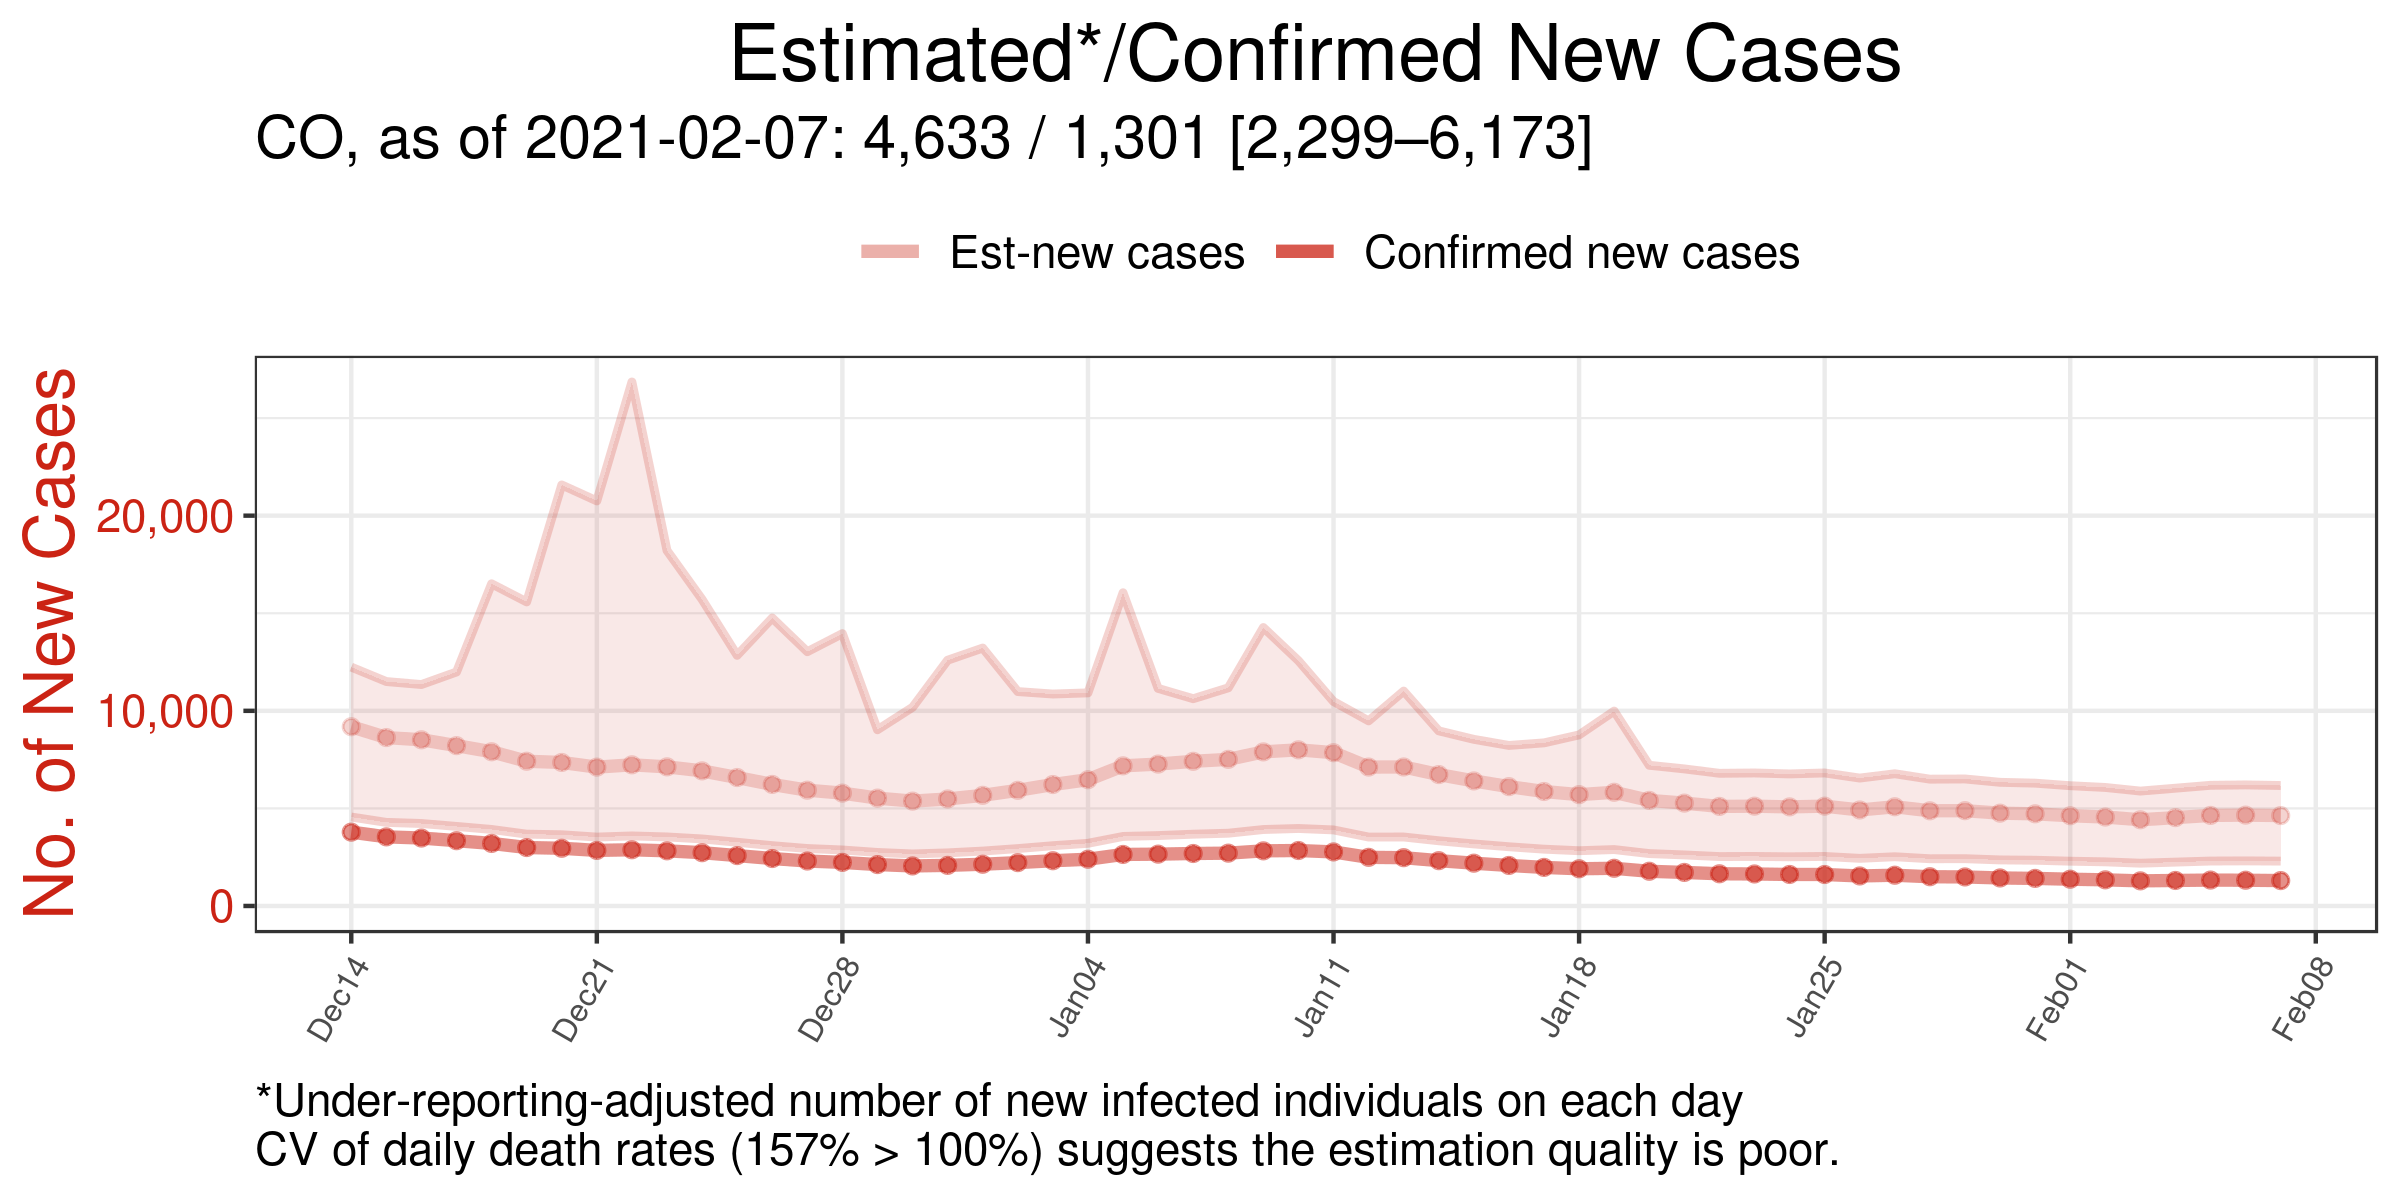 Estimated*/Confirmed New Cases
CO, as of 2021-02-07: 4,633 / 1,301 [2,299–6,173]
Est-new cases
Confirmed new cases
No. of New Cases
20,000
10,000
0
Dec14
Dec21
Dec28
Jan04
Jan11
Jan18
Jan25
Feb01
Feb08
*Under-reporting-adjusted number of new infected individuals on each day
CV of daily death rates (157% > 100%) suggests the estimation quality is poor.